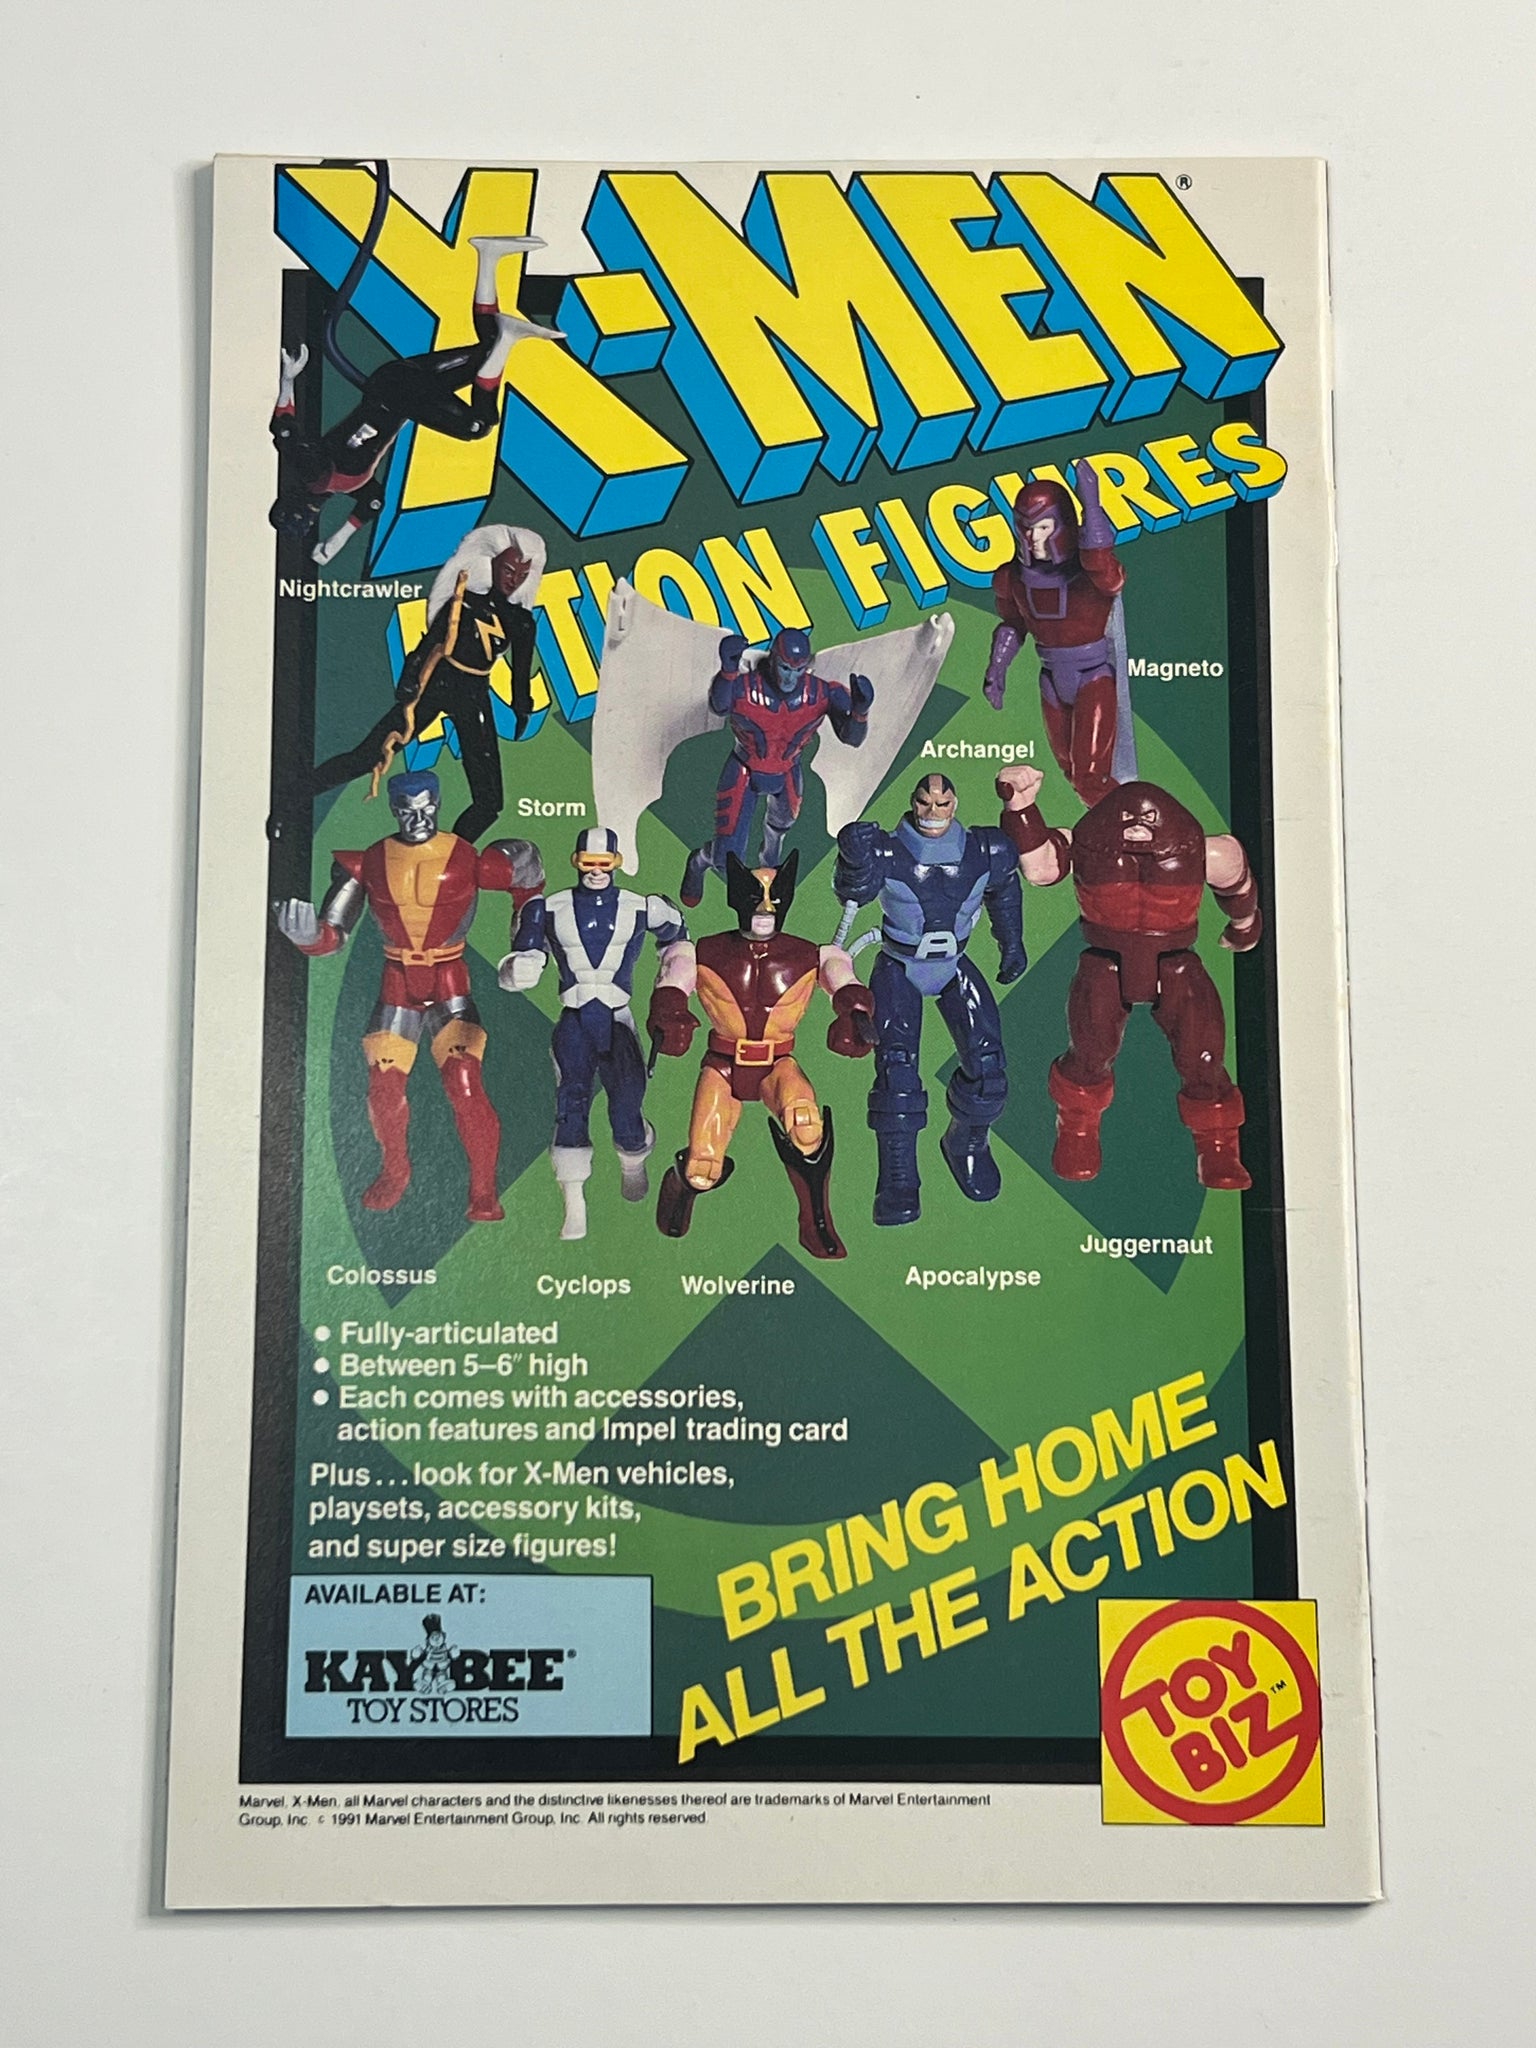 X-MEN®
ACTION FIGURES
Nightcrawler
Magneto
Archangel
Storm
A
Juggernaut
Colossus
Cyclops
Wolverine
Apocalypse
• Fully-articulated
• Between 5–6" high
• Each comes with accessories,
action features and Impel trading card
Plus...look for X-Men vehicles,
playsets, accessory kits,
and super size figures!
BRING HOME
ALL THE ACTION
AVAILABLE AT:
KAY BEE®
TOY STORES
TOY
BIZ™
Marvel, X-Men, all Marvel characters and the distinctive likenesses thereof are trademarks of Marvel Entertainment
Group, Inc. © 1991 Marvel Entertainment Group, Inc. All rights reserved.